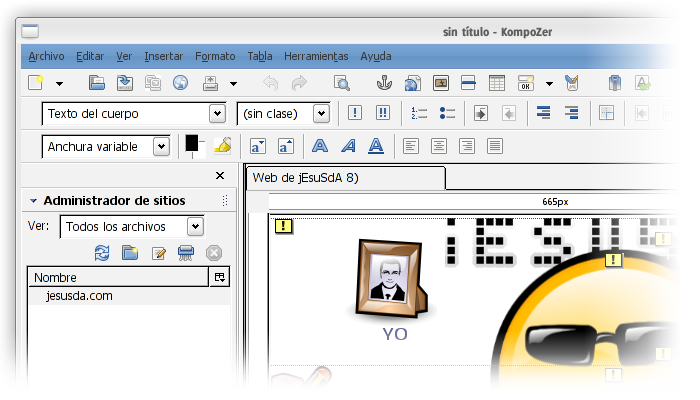 sin título - KompoZer
Archivo Editar Ver Insertar Formato Tabla Herramientas Ayuda
Texto del cuerpo (sin clase)
Anchura variable
Web de jEsuSdA 8)
Administrador de sitios
665px
Ver: Todos los archivos
Nombre
jesusda.com
jESUS
YO